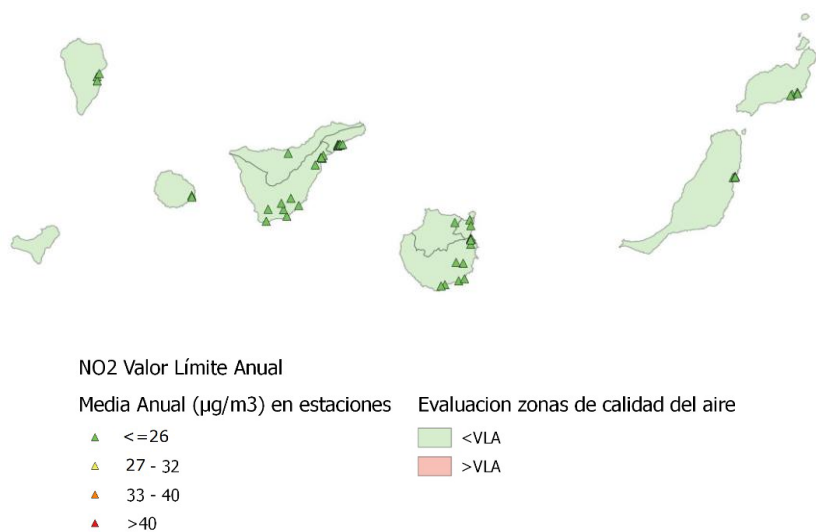 NO2 Valor Límite Anual
Media Anual (µg/m3) en estaciones
<=26
27 - 32
33 - 40
>40
Evaluacion zonas de calidad del aire
<VLA
>VLA